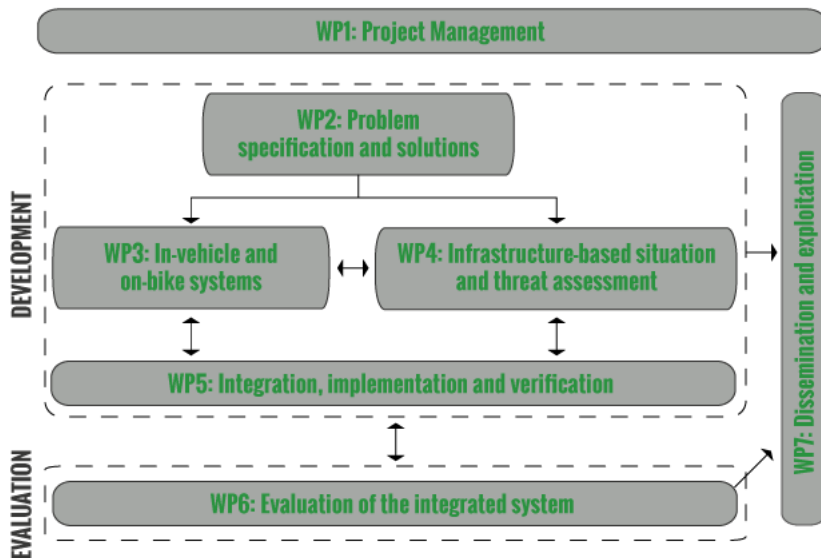 WP1: Project Management
WP2: Problem
specification and solutions
DEVELOPMENT
WP3: In-vehicle and
on-bike systems
WP4: Infrastructure-based situation
and threat assessment
WP5: Integration, implementation and verification
WP7: Dissemination and exploitation
EVALUATION
WP6: Evaluation of the integrated system